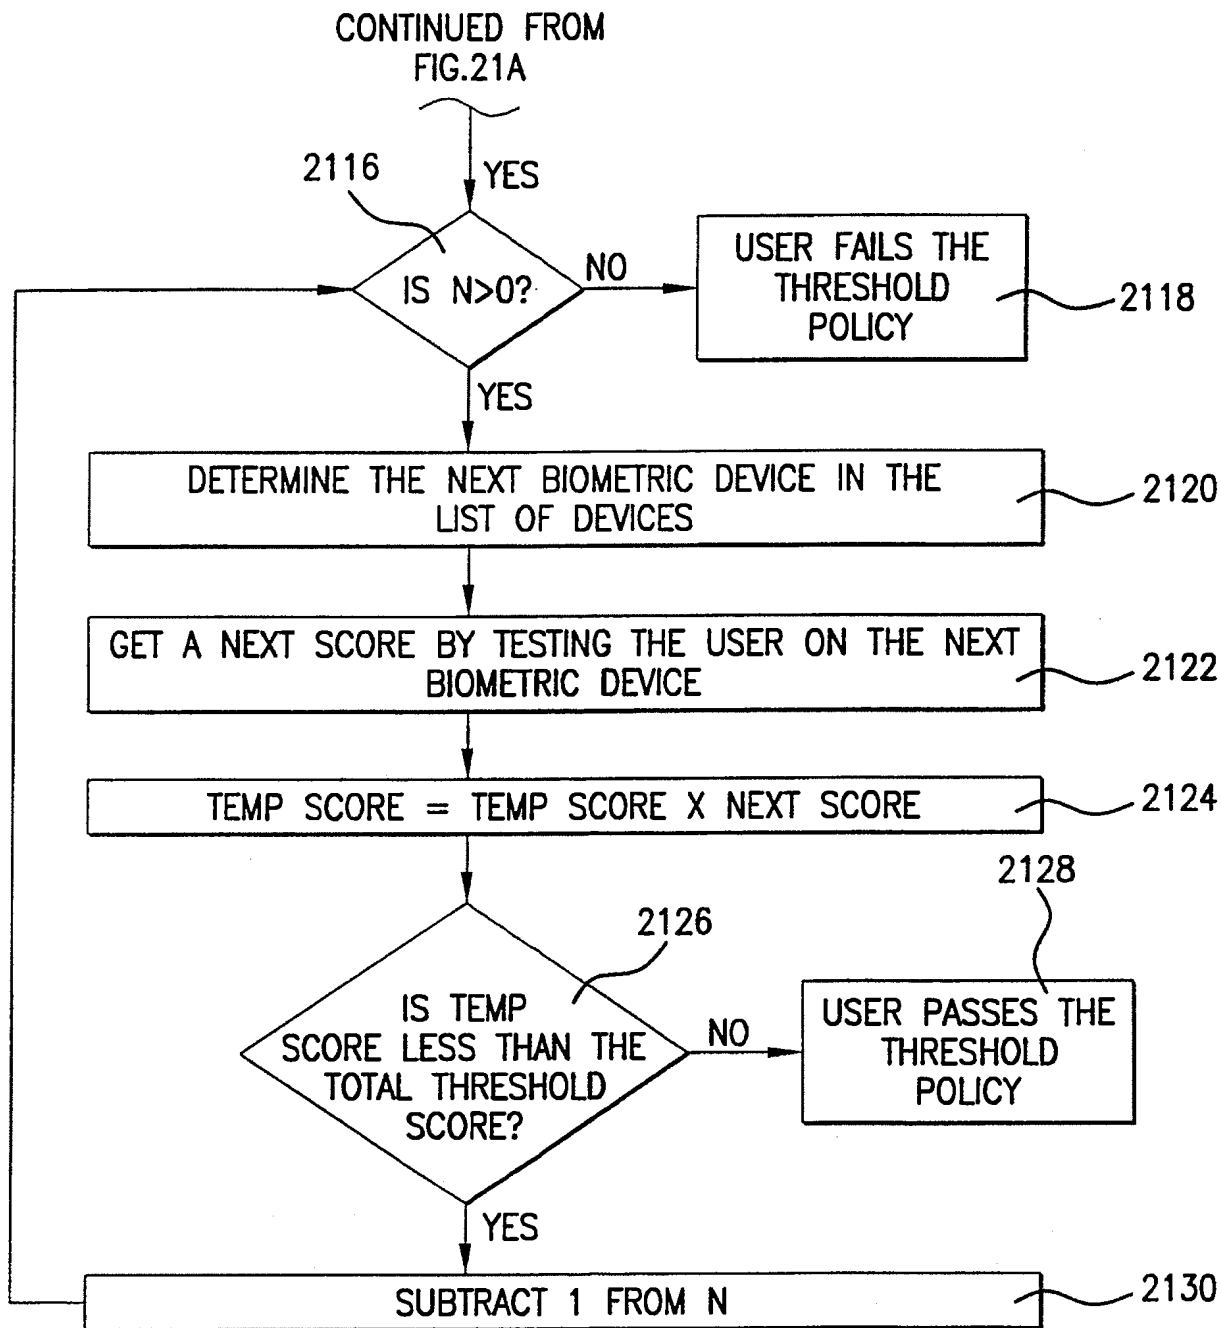 CONTINUED FROM
FIG.21A
YES
2116
IS N>0?
NO
USER FAILS THE
THRESHOLD
POLICY
2118
YES
DETERMINE THE NEXT BIOMETRIC DEVICE IN THE
LIST OF DEVICES
2120
GET A NEXT SCORE BY TESTING THE USER ON THE NEXT
BIOMETRIC DEVICE
2122
TEMP SCORE = TEMP SCORE X NEXT SCORE
2124
2126
IS TEMP
SCORE LESS THAN THE
TOTAL THRESHOLD
SCORE?
NO
2128
USER PASSES THE
THRESHOLD
POLICY
YES
SUBTRACT 1 FROM N
2130